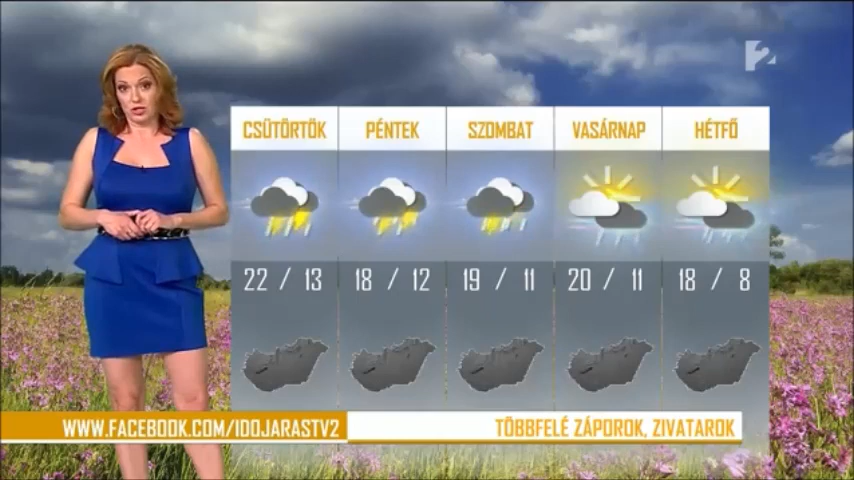 2
CSÜTÖRTÖK PÉNTEK SZOMBAT VASÁRNAP HÉTFŐ
22 / 13 18 / 12 19 / 11 20 / 11 18 / 8
WWW.FACEBOOK.COM/IDOJARASTV2 TÖBBFELÉ ZÁPOROK, ZIVATAROK